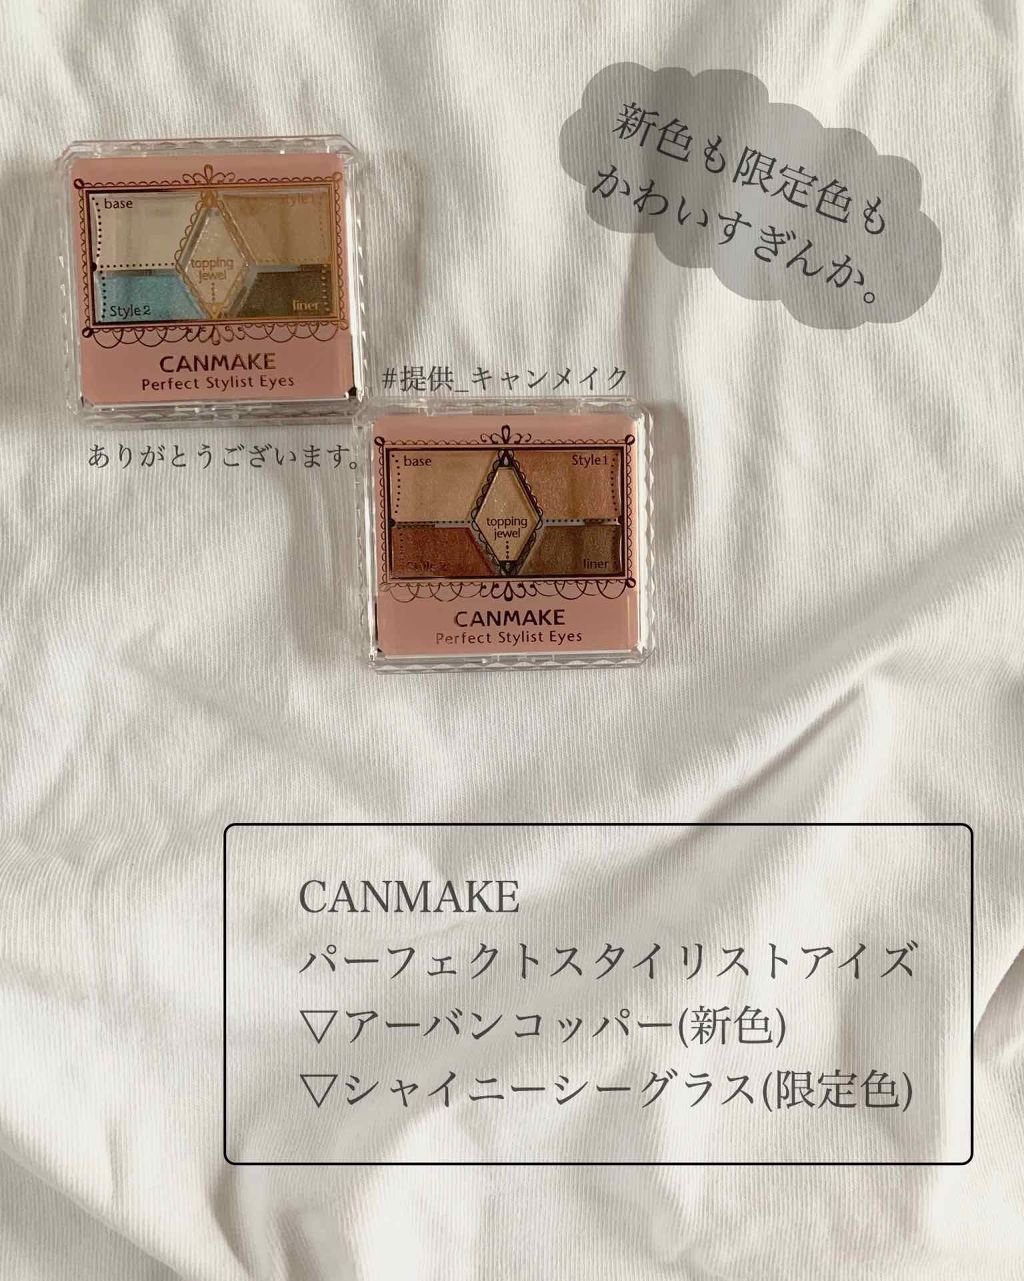 新色も限定色も
かわいすぎんか。
base
Style1
topping
jewel
Style2
liner
CANMAKE
Perfect Stylist Eyes
#提供_キャンメイク
ありがとうございます。
base
Style1
topping
jewel
Style2
liner
CANMAKE
Perfect Stylist Eyes
CANMAKE
パーフェクトスタイリストアイズ
▽アーバンコッパー(新色)
▽シャイニーシーグラス(限定色)